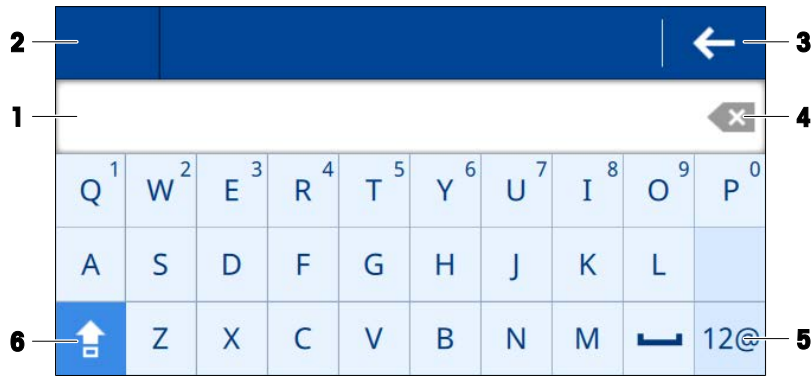 2 3
1 4
Q 1 W 2 E 3 R 4 T 5 Y 6 U 7 I 8 O 9 P 0
A S D F G H J K L
6 Z X C V B N M 12@ 5